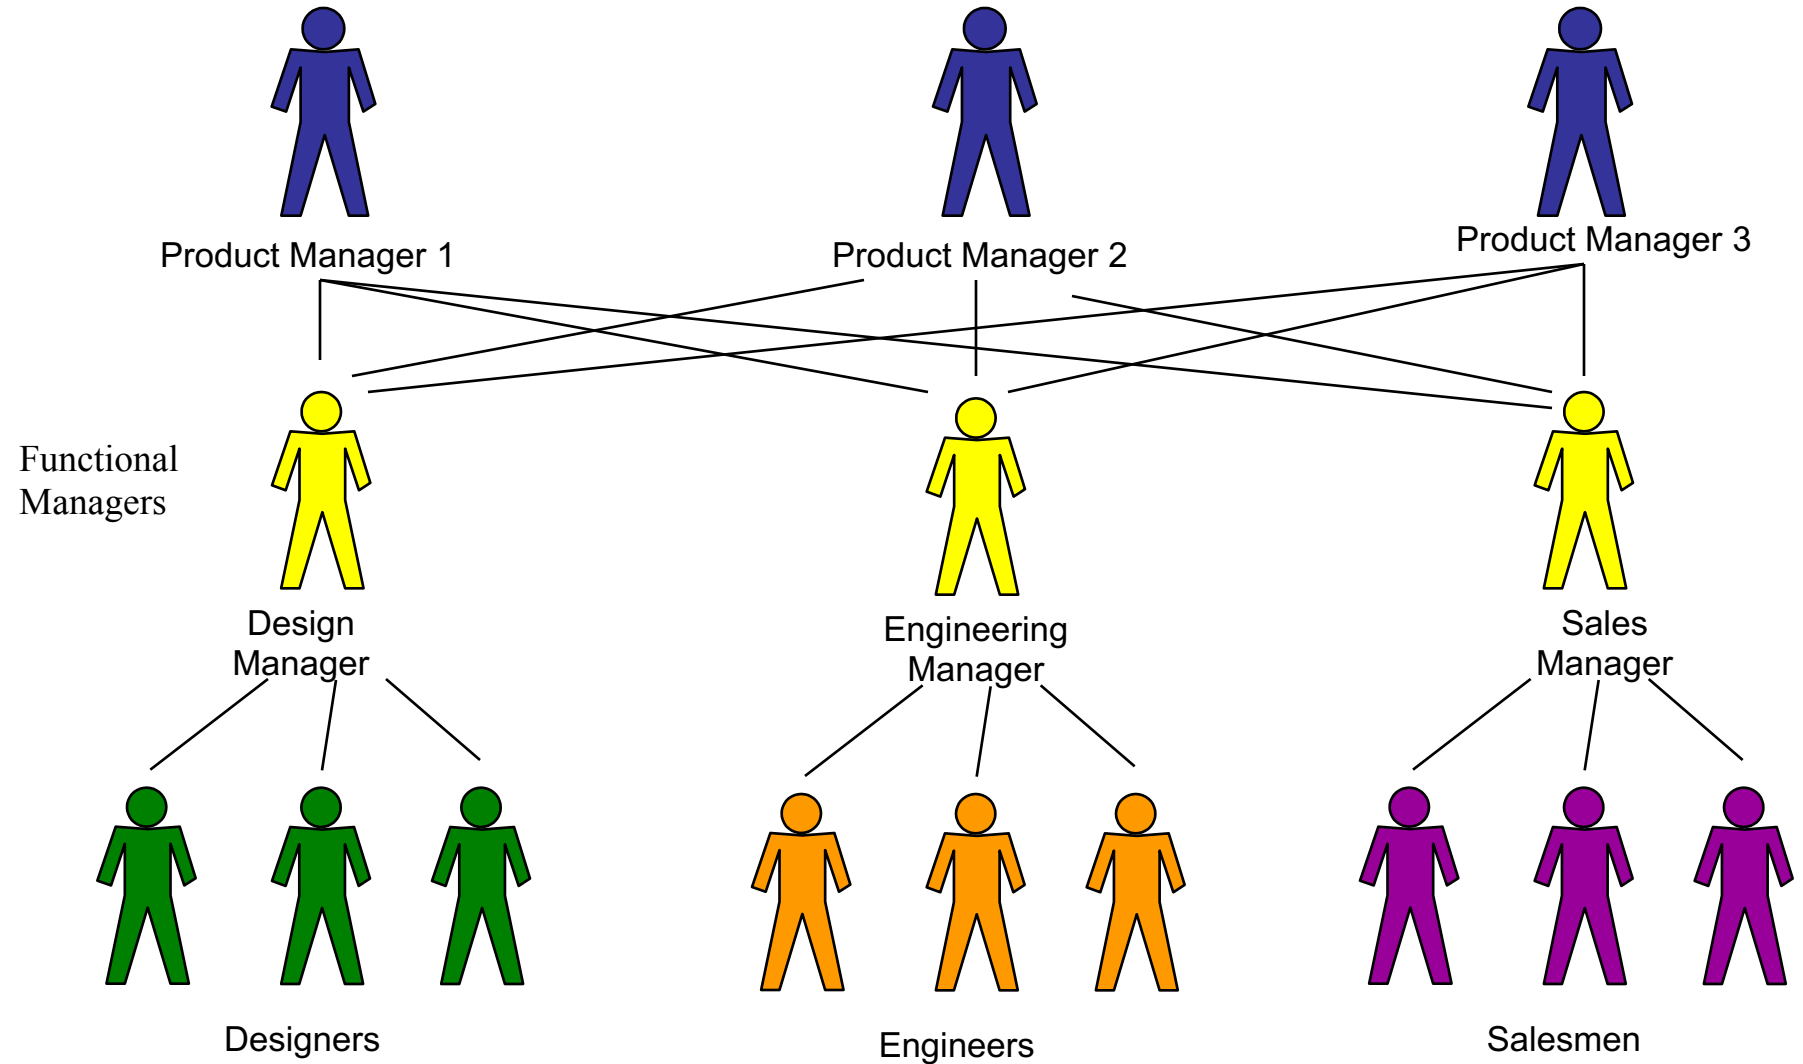 Product Manager 1
Product Manager 2
Product Manager 3
Functional
Managers
Design
Manager
Engineering
Manager
Sales
Manager
Designers
Engineers
Salesmen